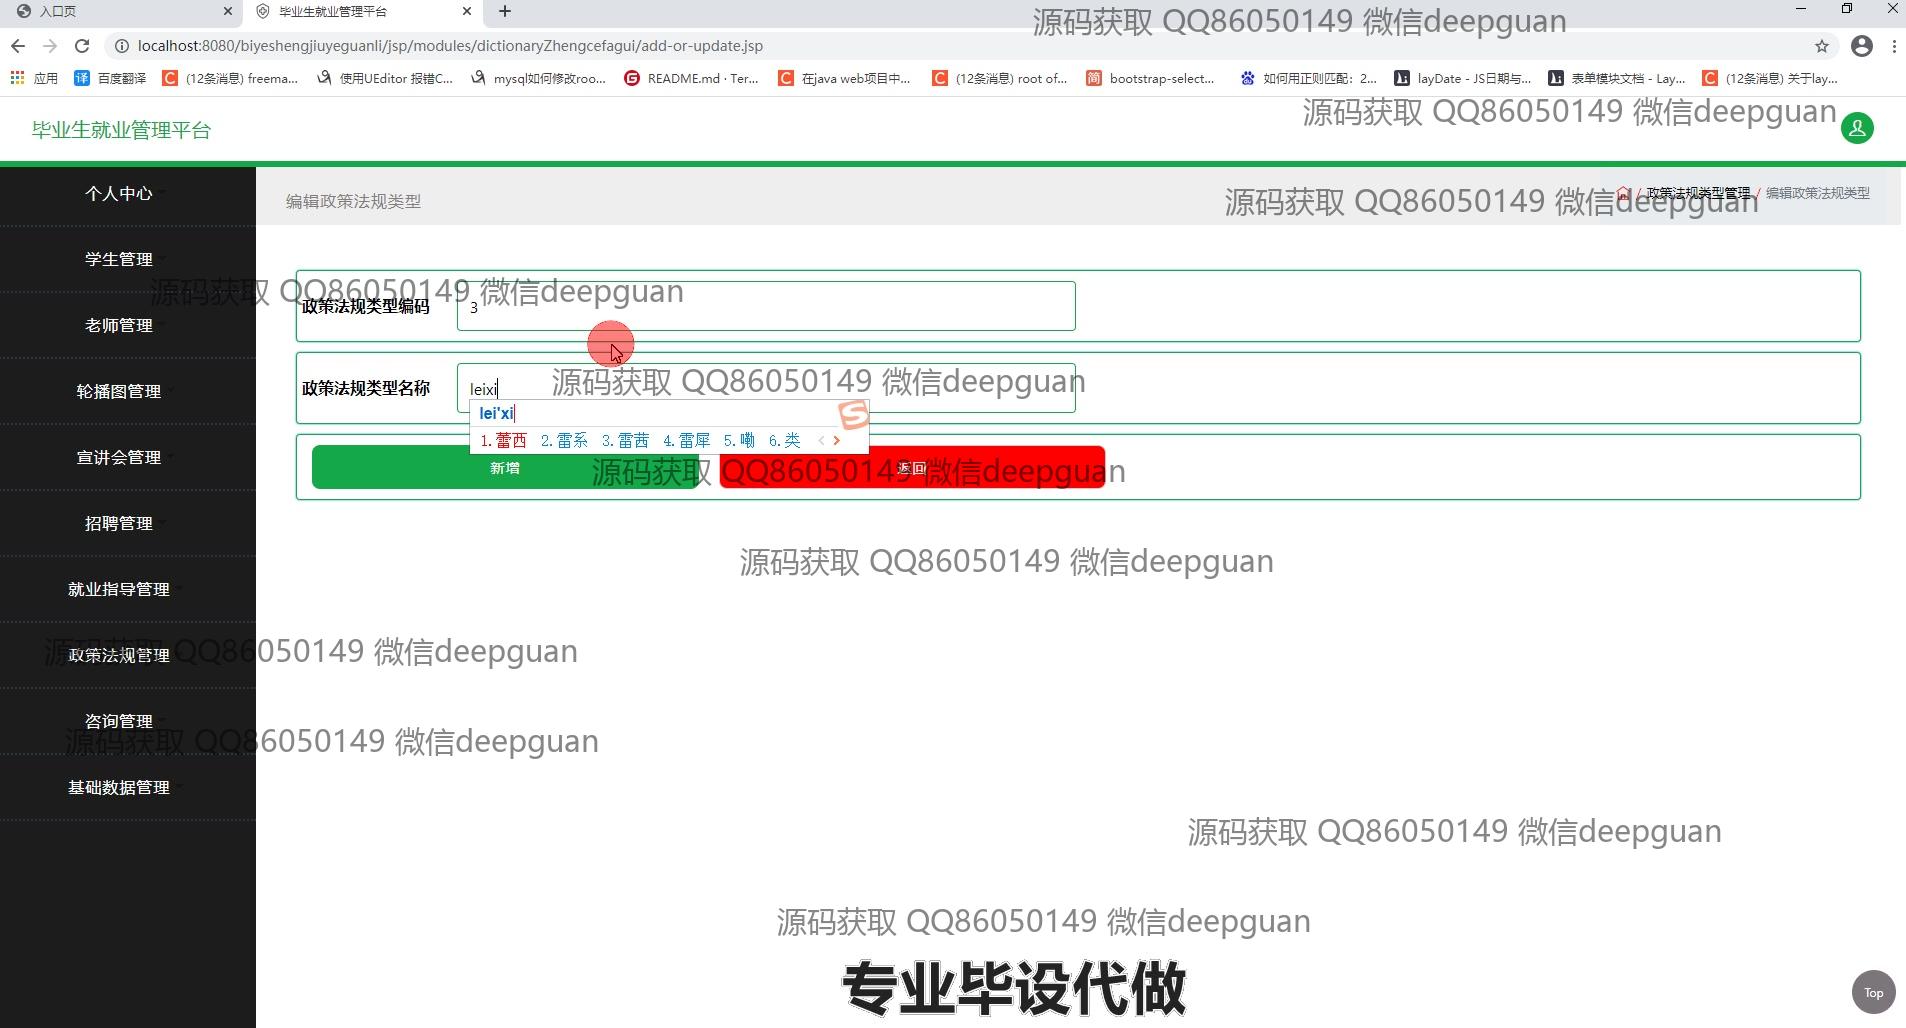 入口页
毕业生就业管理平台
源码获取 QQ86050149 微信deepguan
localhost:8080/biyeshengjiuyeguanli/jsp/modules/dictionaryZhengcefagui/add-or-update.jsp
应用 百度翻译 (12条消息) freema... 使用UEditor 报错C... mysql如何修改roo... README.md · Ter... 在java web项目中... (12条消息) root of... bootstrap-select... 如何用正则匹配：2... layDate - JS日期与... 表单模块文档 - Lay... (12条消息) 关于lay...
源码获取 QQ86050149 微信deepguan
毕业生就业管理平台
个人中心
编辑政策法规类型
/ 政策法规类型管理 / 编辑政策法规类型
源码获取 QQ86050149 微信deepguan
学生管理
源码获取 QQ86050149 微信deepguan
政策法规类型编码 3
老师管理
政策法规类型名称 leixi
源码获取 QQ86050149 微信deepguan
轮播图管理
lei'xi
1.蕾西 2.雷系 3.雷茜 4.雷犀 5.嘞 6.类
宣讲会管理
新增 返回
源码获取 QQ86050149 微信deepguan
招聘管理
源码获取 QQ86050149 微信deepguan
就业指导管理
政策法规管理
源码获取 QQ86050149 微信deepguan
咨询管理
源码获取 QQ86050149 微信deepguan
基础数据管理
源码获取 QQ86050149 微信deepguan
源码获取 QQ86050149 微信deepguan
专业毕设代做
Top